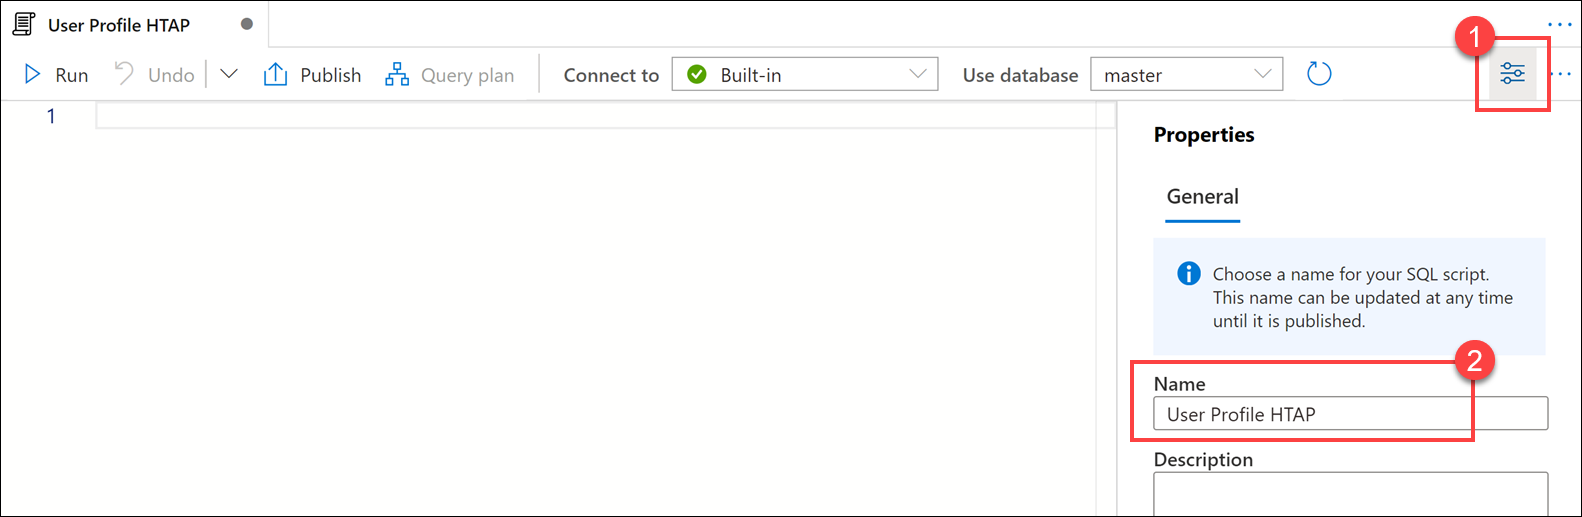 User Profile HTAP
Run Undo Publish Query plan Connect to Built-in Use database master
1
1
Properties
General
Choose a name for your SQL script.
This name can be updated at any time
until it is published.
2
Name
User Profile HTAP
Description